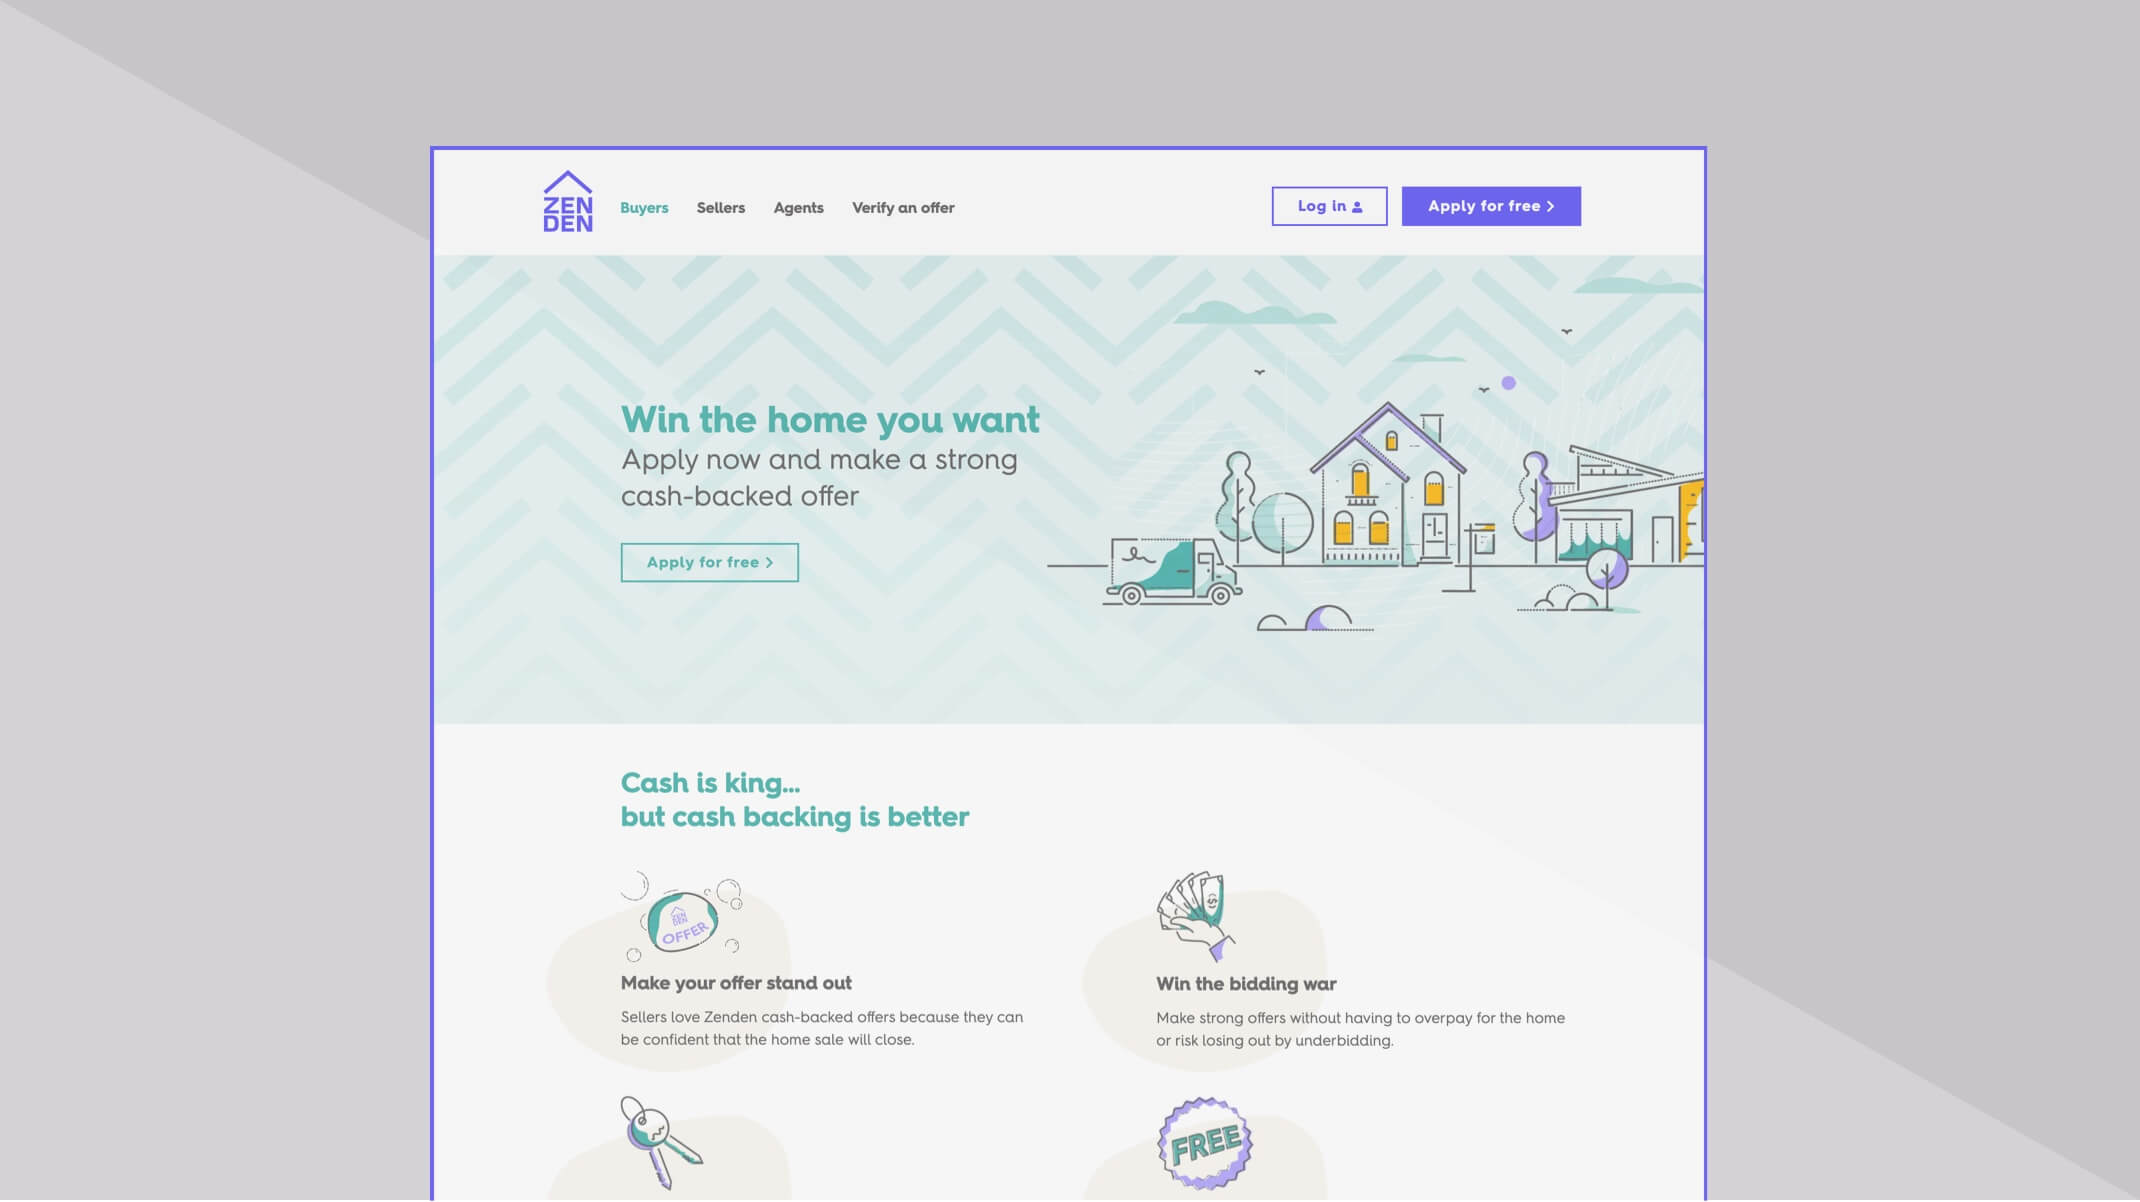 ZEN
DEN
Buyers
Sellers
Agents
Verify an offer
Log in
Apply for free
Win the home you want
Apply now and make a strong
cash-backed offer
Apply for free
Cash is king...
but cash backing is better
ZEN
DEN
OFFER
Make your offer stand out
Sellers love Zenden cash-backed offers because they can
be confident that the home sale will close.
$
Win the bidding war
Make strong offers without having to overpay for the home
or risk losing out by underbidding.
FREE